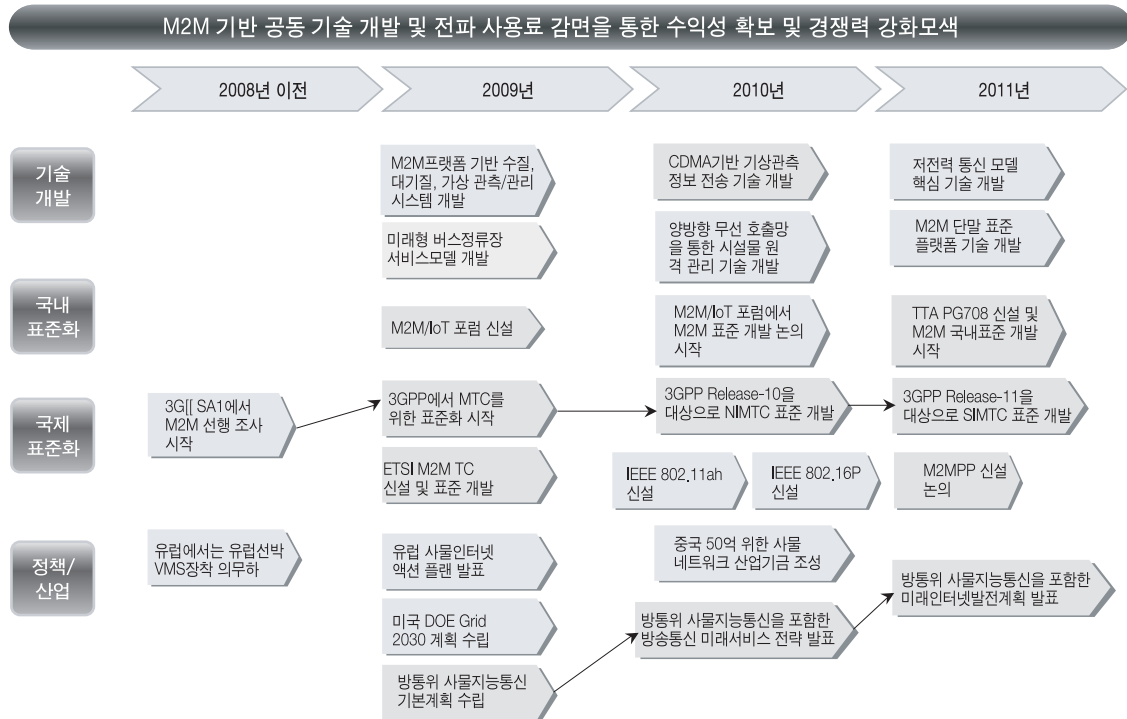 M2M 기반 공동 기술 개발 및 전파 사용료 감면을 통한 수익성 확보 및 경쟁력 강화모색
2008년 이전
2009년
2010년
2011년
기술
개발
M2M프랫폼 기반 수질,
대기질, 가상 관측/관리
시스템 개발
CDMA기반 기상관측
정보 전송 기술 개발
저전력 통신 모델
핵심 기술 개발
미래형 버스정류장
서비스모델 개발
양방향 무선 호출망
을 통한 시설물 원
격 관리 기술 개발
M2M 단말 표준
플랫폼 기술 개발
국내
표준화
M2M/IoT 포럼 신설
M2M/IoT 포럼에서
M2M 표준 개발 논의
시작
TTA PG708 신설 및
M2M 국내표준 개발
시작
국제
표준화
3G[[ SA1에서
M2M 선행 조사
시작
3GPP에서 MTC를
위한 표준화 시작
3GPP Release-10을
대상으로 NIMTC 표준 개발
3GPP Release-11을
대상으로 SIMTC 표준 개발
ETSI M2M TC
신설 및 표준 개발
IEEE 802.11ah
신설
IEEE 802.16P
신설
M2MPP 신설
논의
정책/
산업
유럽에서는 유럽선박
VMS장착 의무하
유럽 사물인터넷
액션 플랜 발표
중국 50억 위한 사물
네트워크 산업기금 조성
방통위 사물지능통신을 포함한
미래인터넷발전계획 발표
미국 DOE Grid
2030 계획 수립
방통위 사물지능통신을 포함한
방송통신 미래서비스 전략 발표
방통위 사물지능통신
기본계획 수립